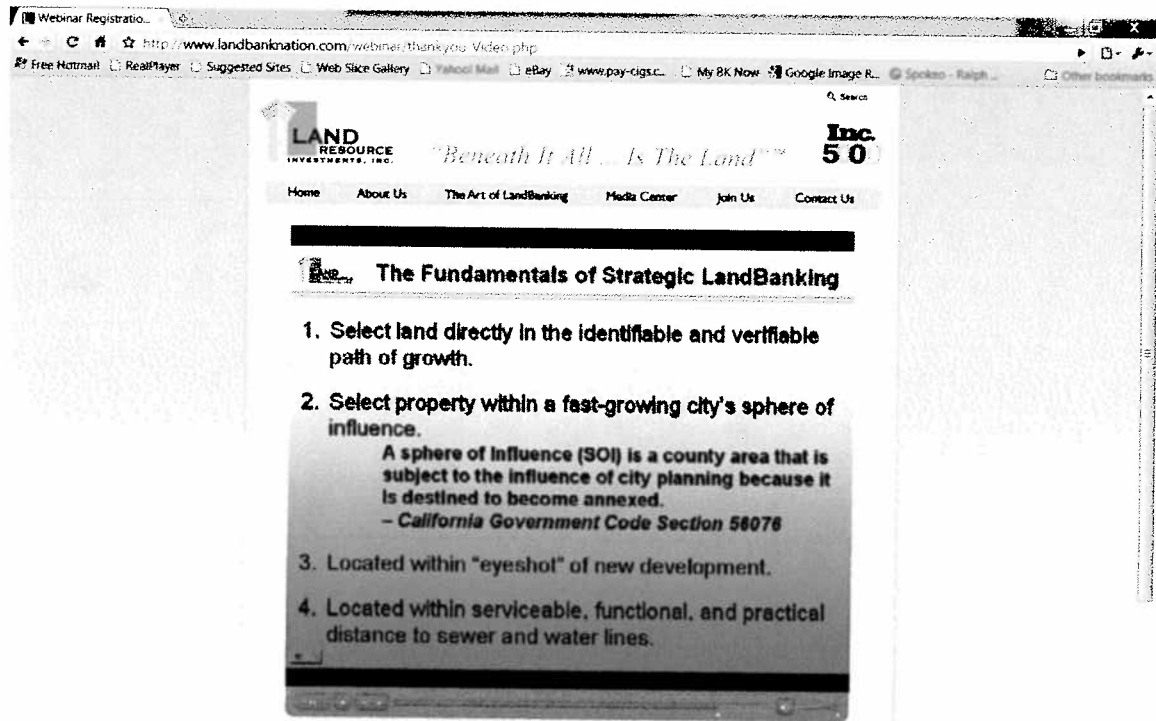 Webinar Registratio...
http://www.landbanknation.com/webinar/thankyou-Video.php
Free Hotmail RealPlayer Suggested Sites Web Slice Gallery Yahoo! Mail eBay www.pay-cigs.c... My BK Now Google Image R... Spokeo - Ralph ... Other bookmarks
Search
LAND
RESOURCE
INVESTMENTS, INC.
"Beneath It All ... Is The Land"™
Inc.
50
Home About Us The Art of LandBanking Media Center Join Us Contact Us
The Fundamentals of Strategic LandBanking
1. Select land directly in the identifiable and verifiable
path of growth.
2. Select property within a fast-growing city's sphere of
influence.
A sphere of Influence (SOI) is a county area that is
subject to the influence of city planning because it
is destined to become annexed.
– California Government Code Section 56076
3. Located within "eyeshot" of new development.
4. Located within serviceable, functional, and practical
distance to sewer and water lines.